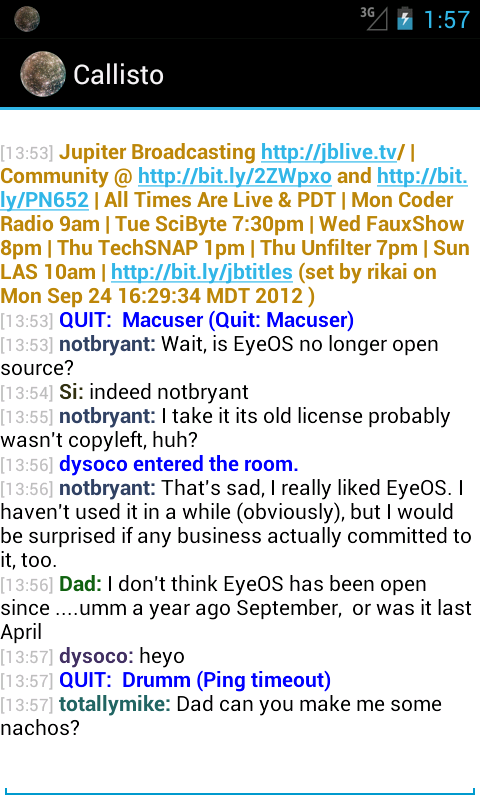 3G 1:57
Callisto
[13:53] Jupiter Broadcasting http://jblive.tv/ |
Community @ http://bit.ly/2ZWpxo and http://bit.
ly/PN652 | All Times Are Live & PDT | Mon Coder
Radio 9am | Tue SciByte 7:30pm | Wed FauxShow
8pm | Thu TechSNAP 1pm | Thu Unfilter 7pm | Sun
LAS 10am | http://bit.ly/jbtitles (set by rikai on
Mon Sep 24 16:29:34 MDT 2012 )
[13:53] QUIT:  Macuser (Quit: Macuser)
[13:53] notbryant: Wait, is EyeOS no longer open
source?
[13:54] Si: indeed notbryant
[13:55] notbryant: I take it its old license probably
wasn't copyleft, huh?
[13:56] dysoco entered the room.
[13:56] notbryant: That's sad, I really liked EyeOS. I
haven't used it in a while (obviously), but I would
be surprised if any business actually committed to
it, too.
[13:56] Dad: I don't think EyeOS has been open
since ....umm a year ago September,  or was it last
April
[13:57] dysoco: heyo
[13:57] QUIT:  Drumm (Ping timeout)
[13:57] totallymike: Dad can you make me some
nachos?